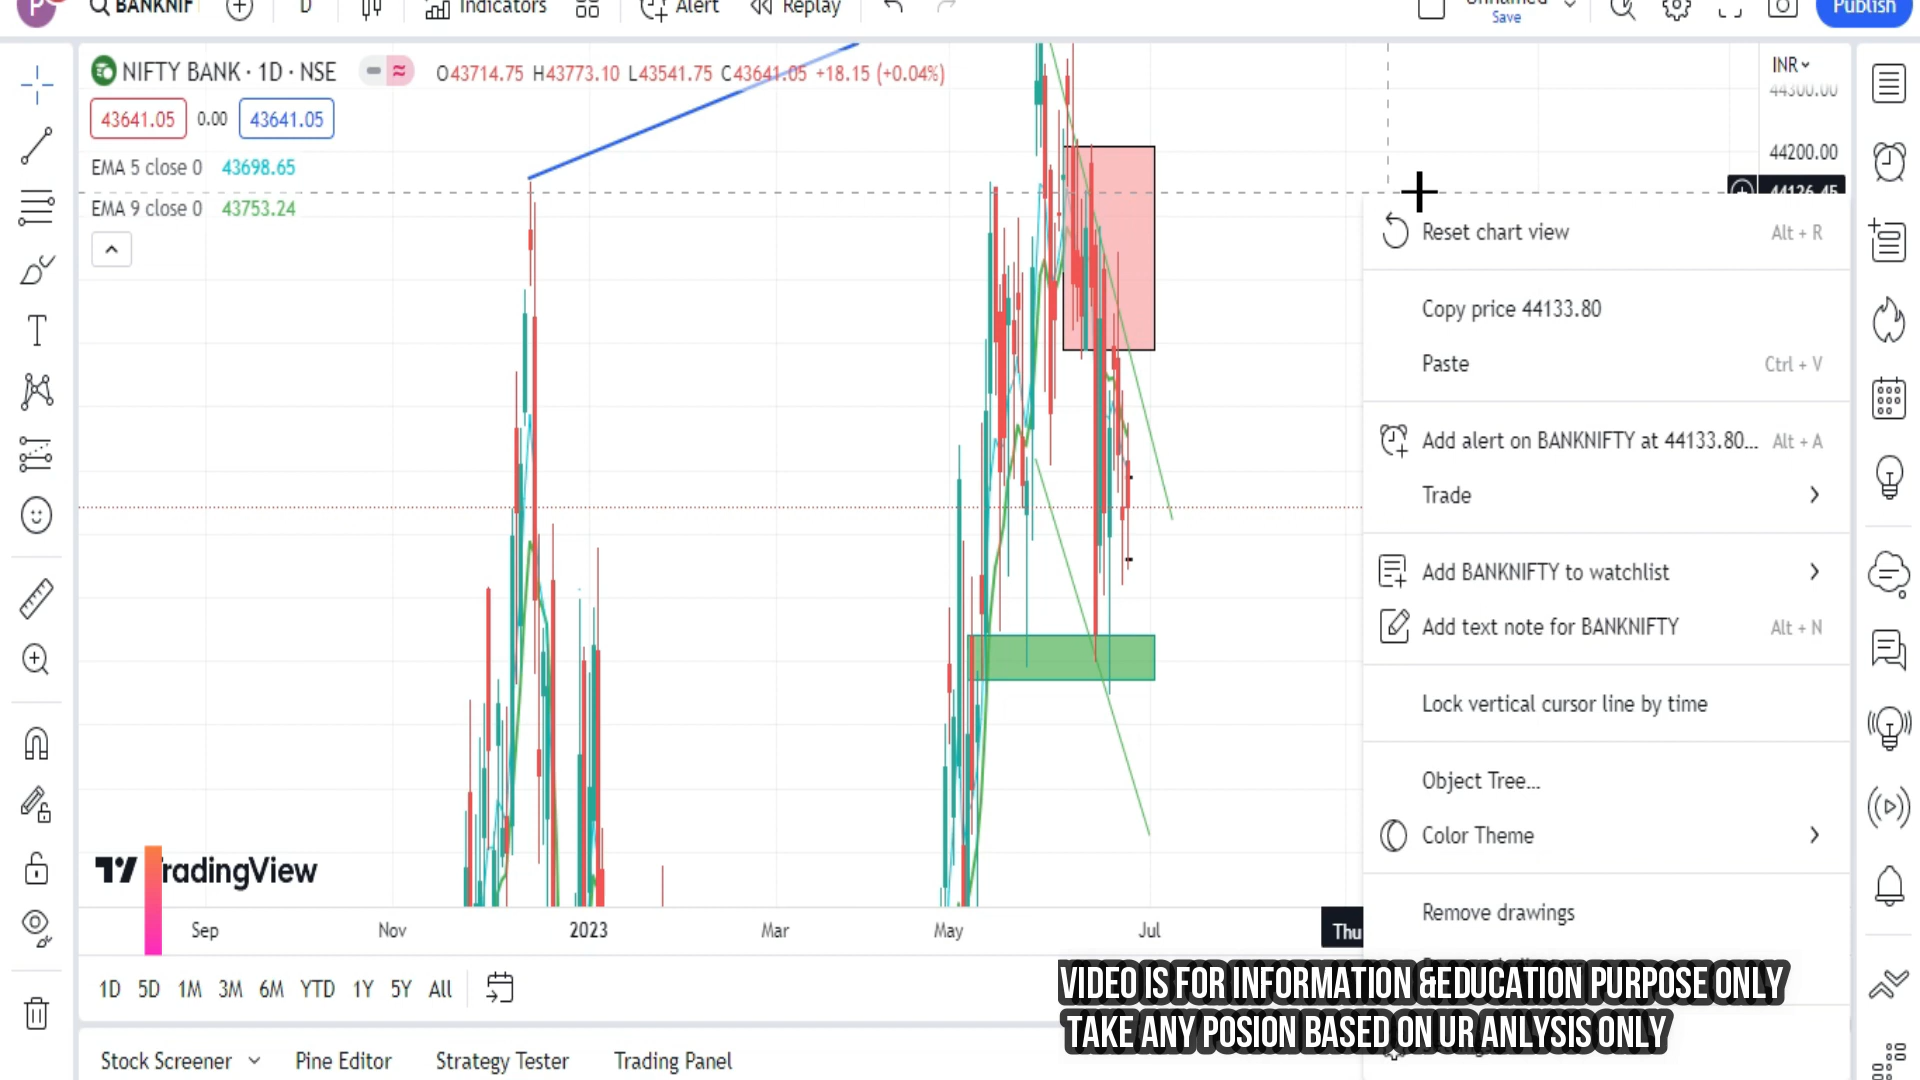 P BANKNIF D Indicators Alert Replay Save Publish
NIFTY BANK · 1D · NSE O43714.75 H43773.10 L43541.75 C43641.05 +18.15 (+0.04%)
INR
44300.00
43641.05 0.00 43641.05
44200.00
EMA 5 close 0 43698.65
44126.45
EMA 9 close 0 43753.24
Reset chart view Alt + R
Copy price 44133.80
Paste Ctrl + V
Add alert on BANKNIFTY at 44133.80... Alt + A
Trade
Add BANKNIFTY to watchlist
Add text note for BANKNIFTY Alt + N
Lock vertical cursor line by time
Object Tree...
Color Theme
Remove drawings
radingView
Sep Nov 2023 Mar May Jul Thu
1D 5D 1M 3M 6M YTD 1Y 5Y All
VIDEO IS FOR INFORMATION &EDUCATION PURPOSE ONLY
TAKE ANY POSION BASED ON UR ANLYSIS ONLY
Stock Screener Pine Editor Strategy Tester Trading Panel